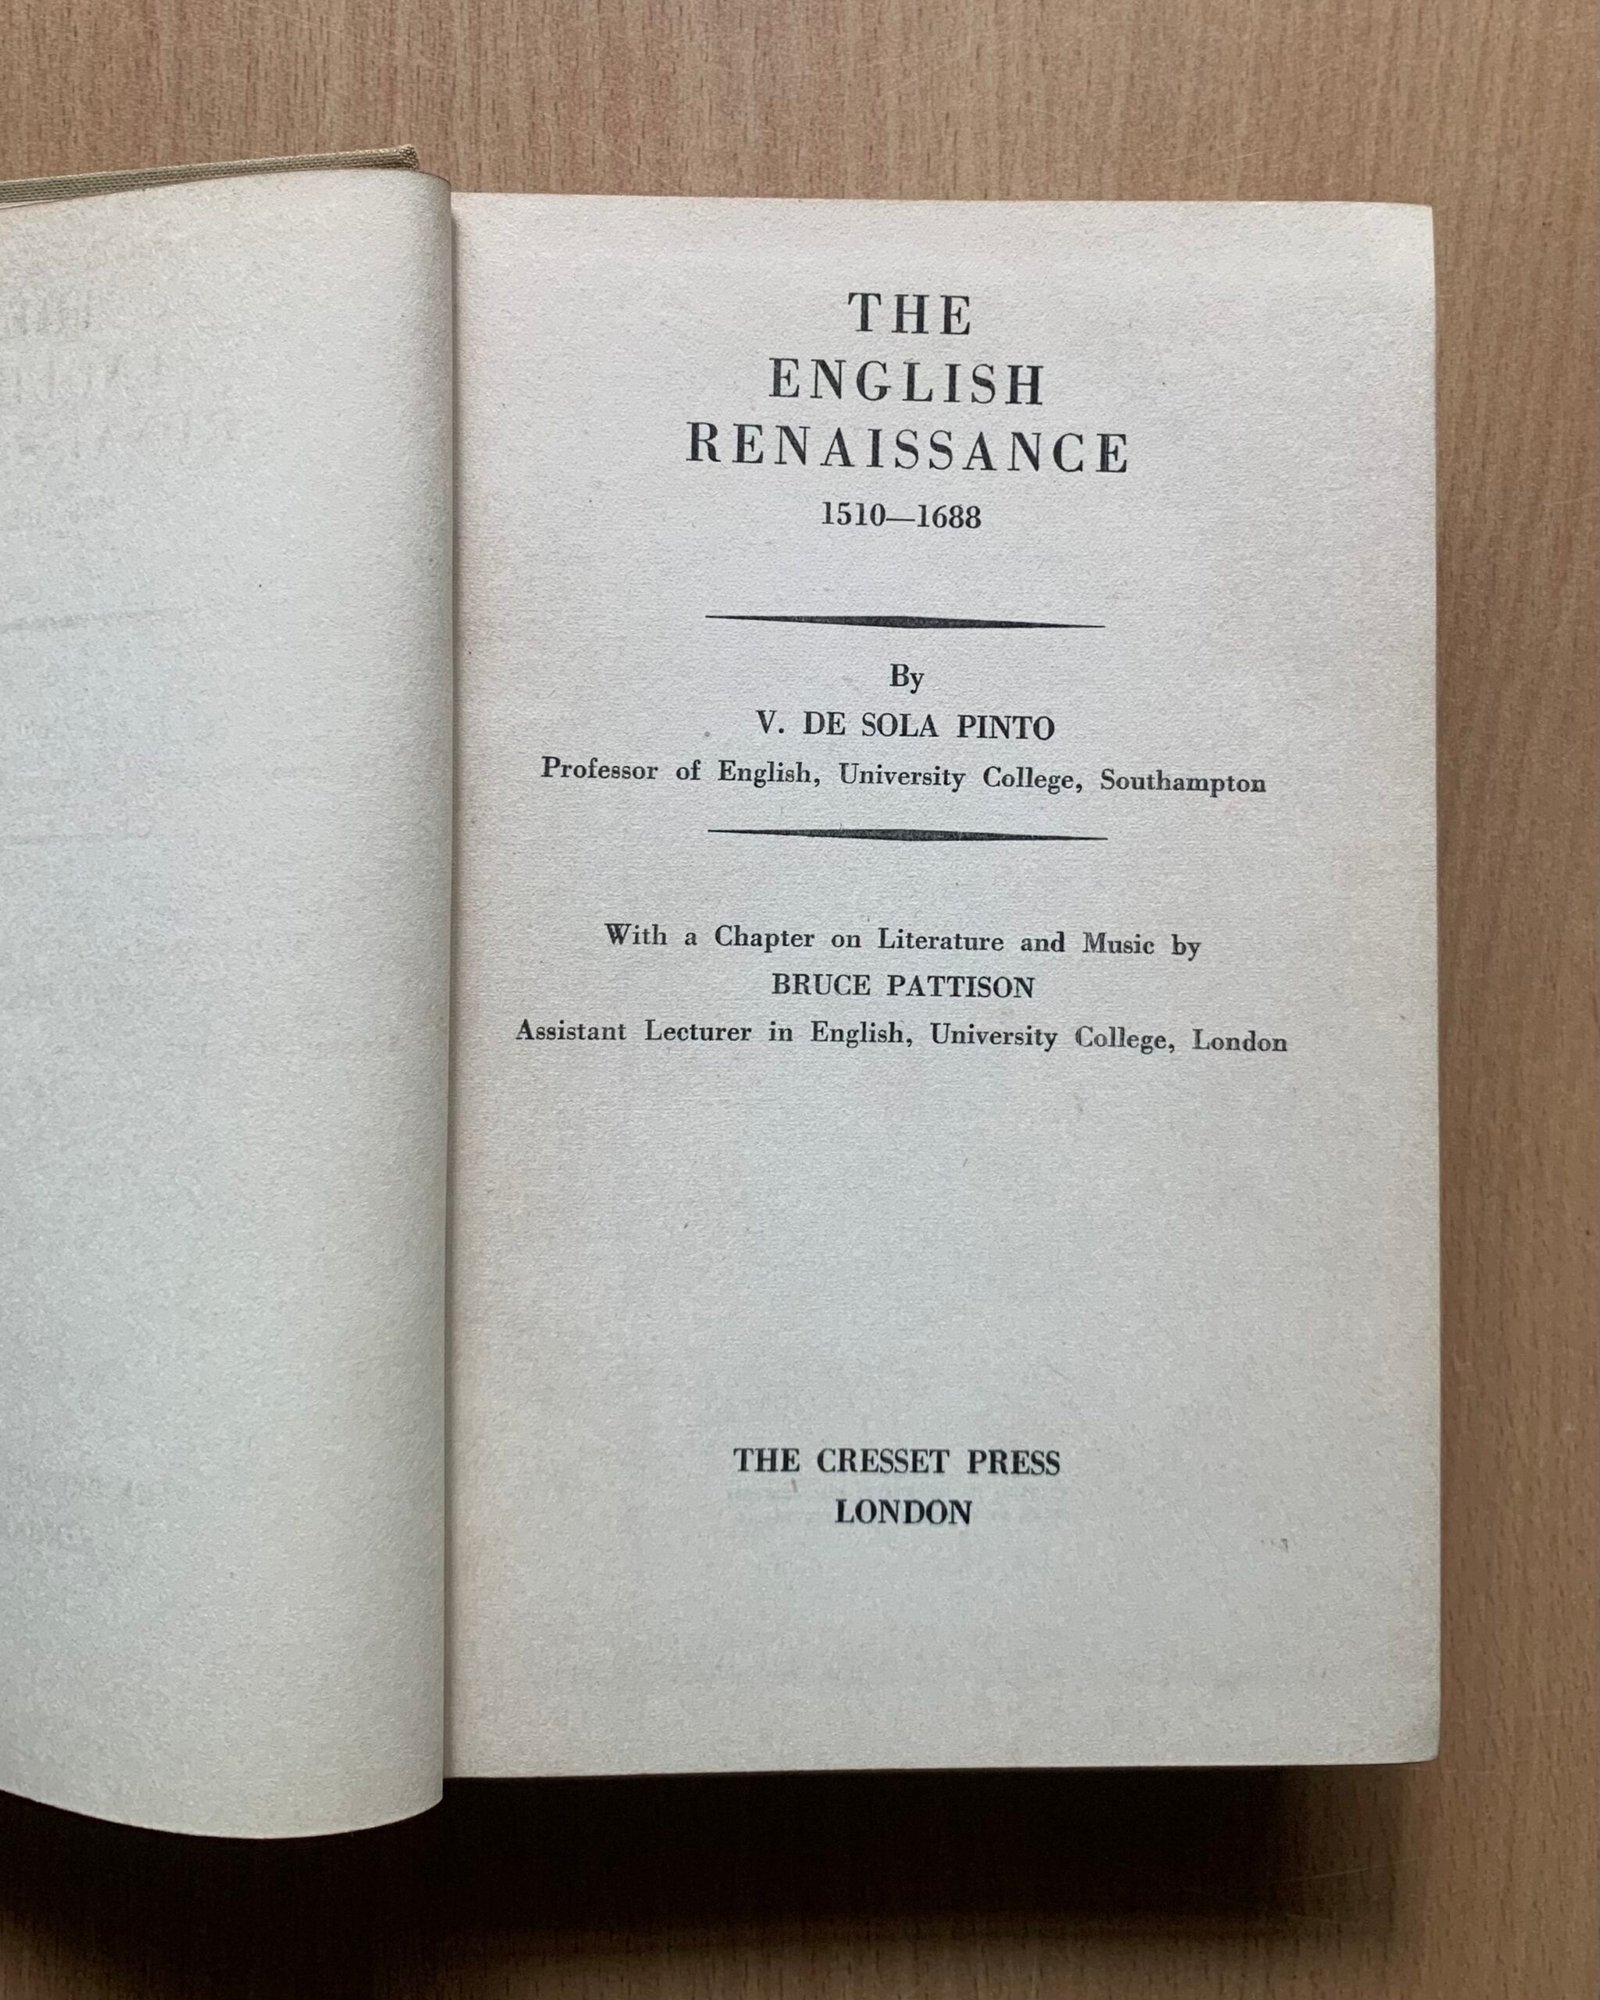 THE
ENGLISH
RENAISSANCE
1510—1688
By
V. DE SOLA PINTO
Professor of English, University College, Southampton
With a Chapter on Literature and Music by
BRUCE PATTISON
Assistant Lecturer in English, University College, London
THE CRESSET PRESS
LONDON